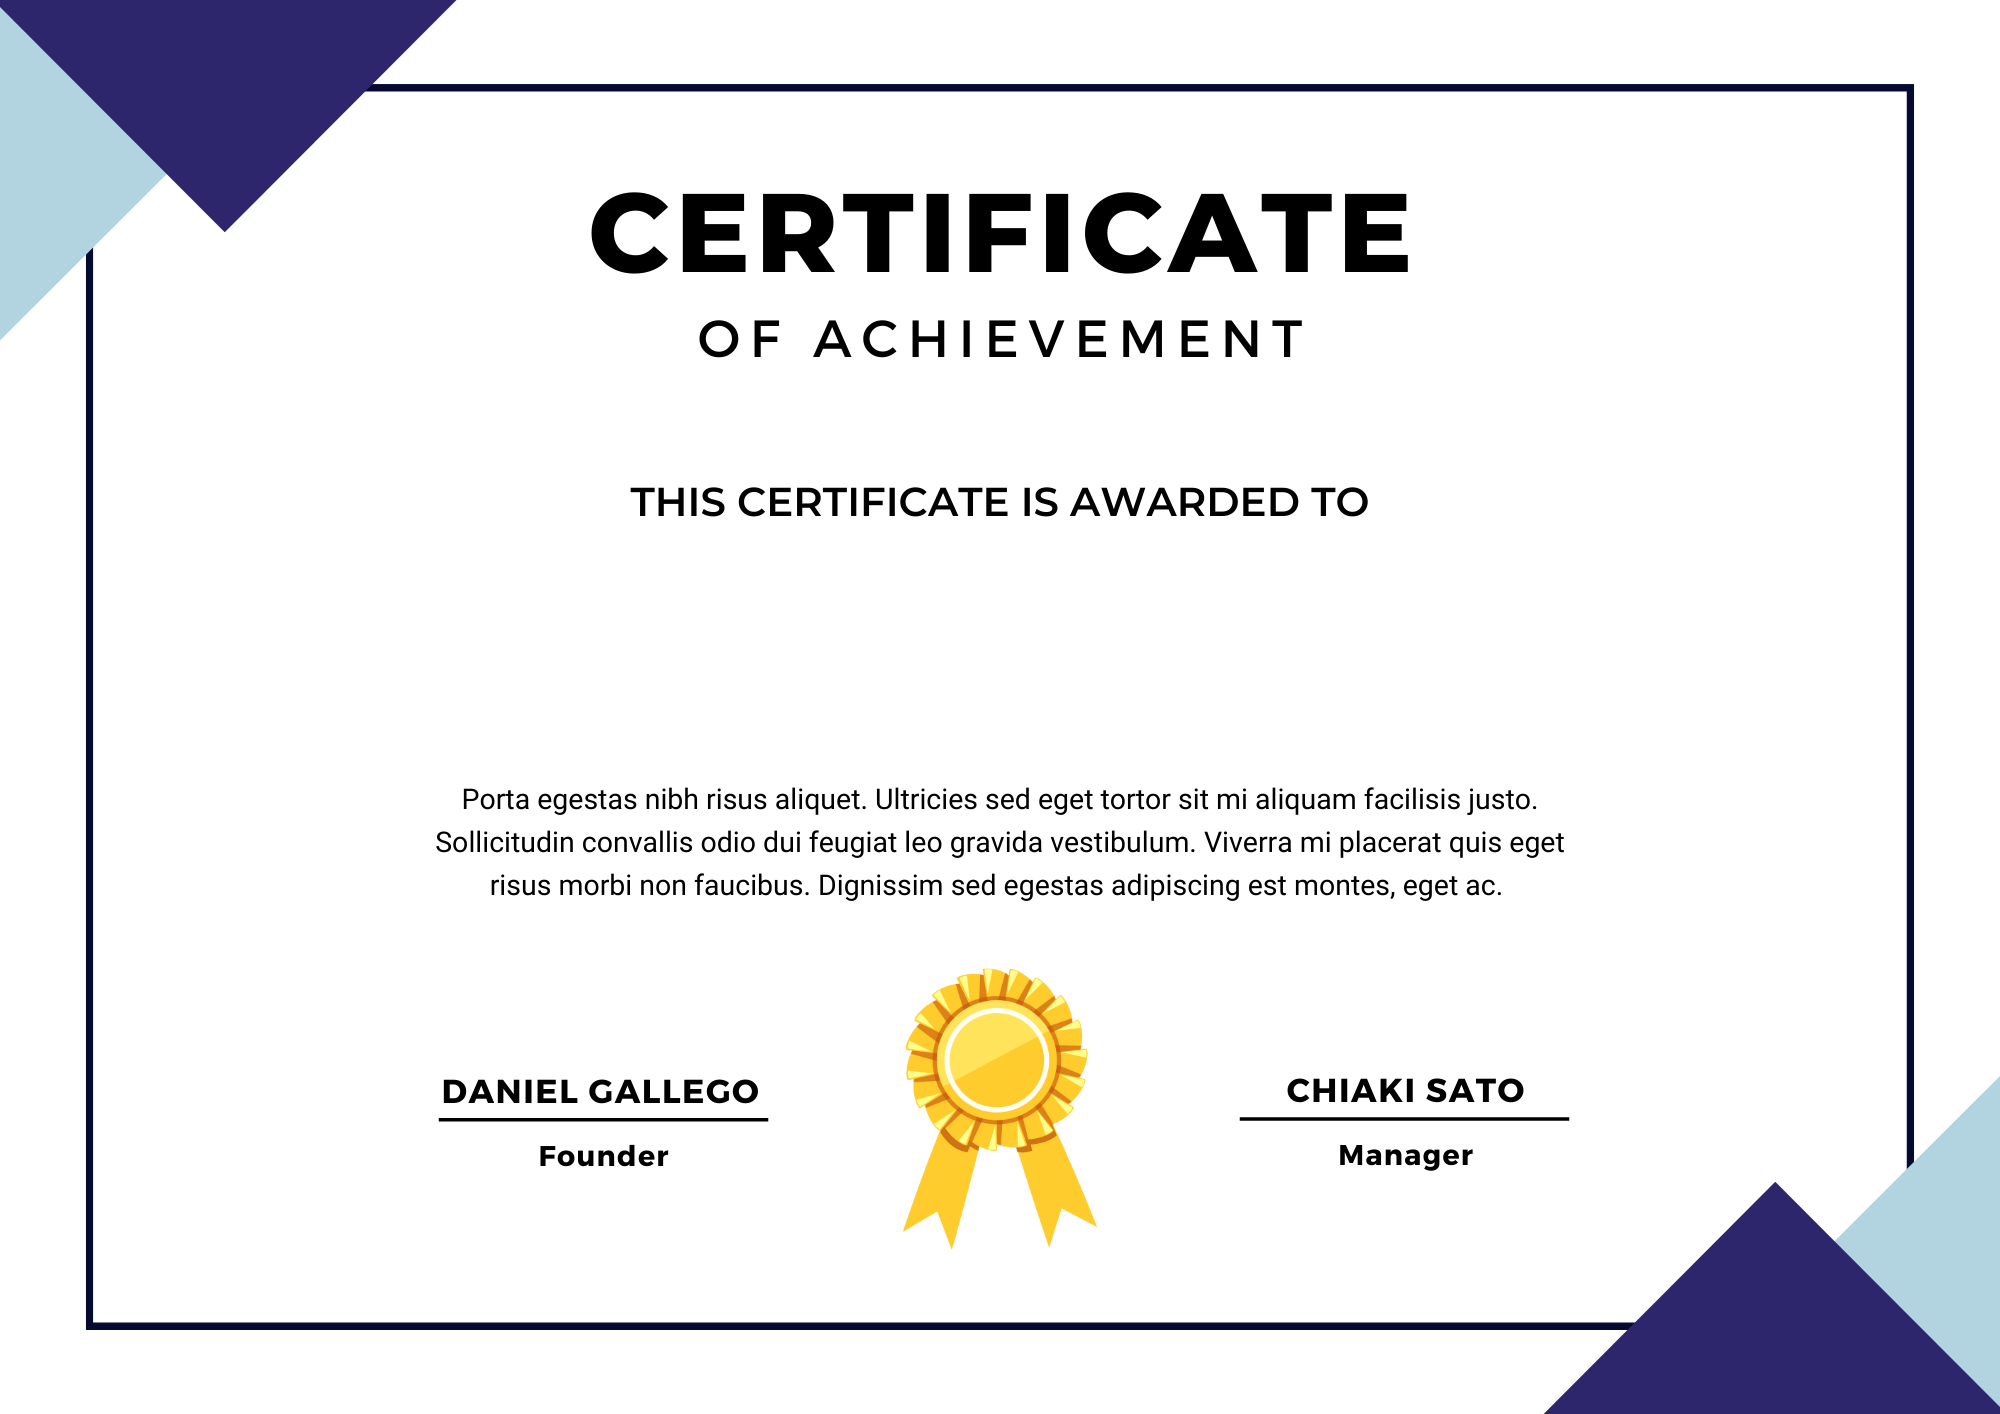 CERTIFICATE
OF ACHIEVEMENT
THIS CERTIFICATE IS AWARDED TO
Porta egestas nibh risus aliquet. Ultricies sed eget tortor sit mi aliquam facilisis justo.
Sollicitudin convallis odio dui feugiat leo gravida vestibulum. Viverra mi placerat quis eget
risus morbi non faucibus. Dignissim sed egestas adipiscing est montes, eget ac.
DANIEL GALLEGO
Founder
CHIAKI SATO
Manager